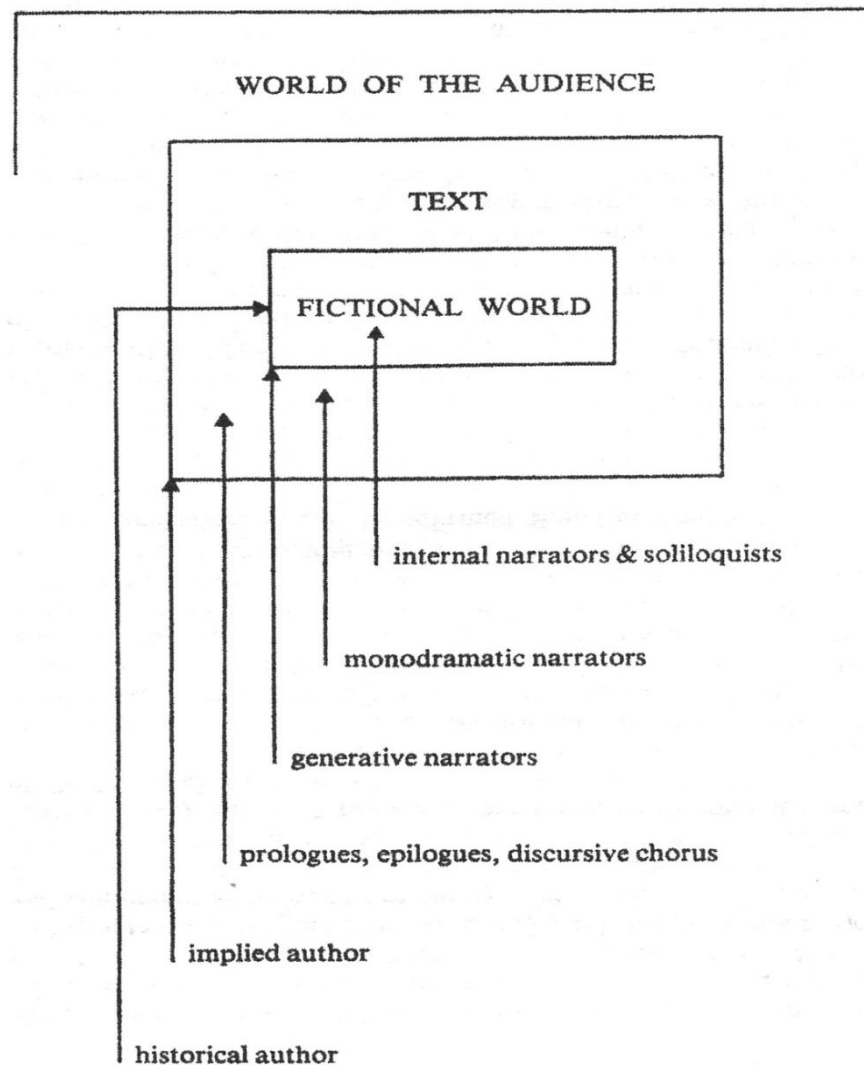 WORLD OF THE AUDIENCE
TEXT
FICTIONAL WORLD
internal narrators & soliloquists
monodramatic narrators
generative narrators
prologues, epilogues, discursive chorus
implied author
historical author